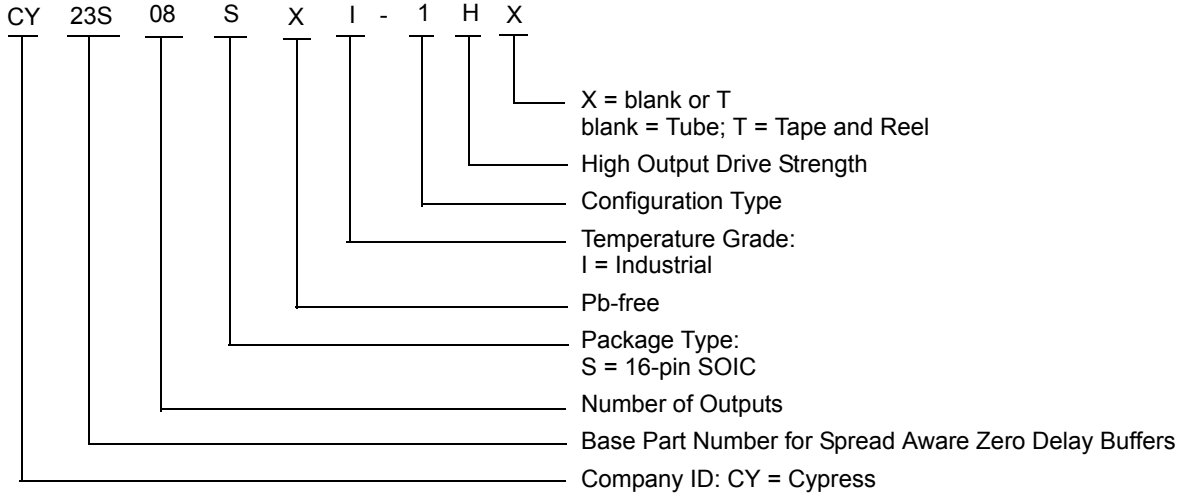 CY 23S 08 S X I - 1 H X
X = blank or T
blank = Tube; T = Tape and Reel
High Output Drive Strength
Configuration Type
Temperature Grade:
I = Industrial
Pb-free
Package Type:
S = 16-pin SOIC
Number of Outputs
Base Part Number for Spread Aware Zero Delay Buffers
Company ID: CY = Cypress